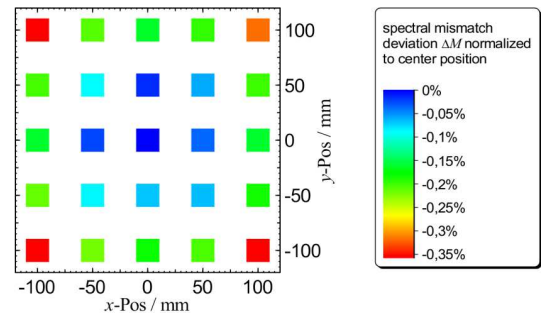 100
50
0
-50
-100
y-Pos / mm
-100 -50 0 50 100
x-Pos / mm
spectral mismatch
deviation ΔM normalized
to center position
0%
-0,05%
-0,1%
-0,15%
-0,2%
-0,25%
-0,3%
-0,35%